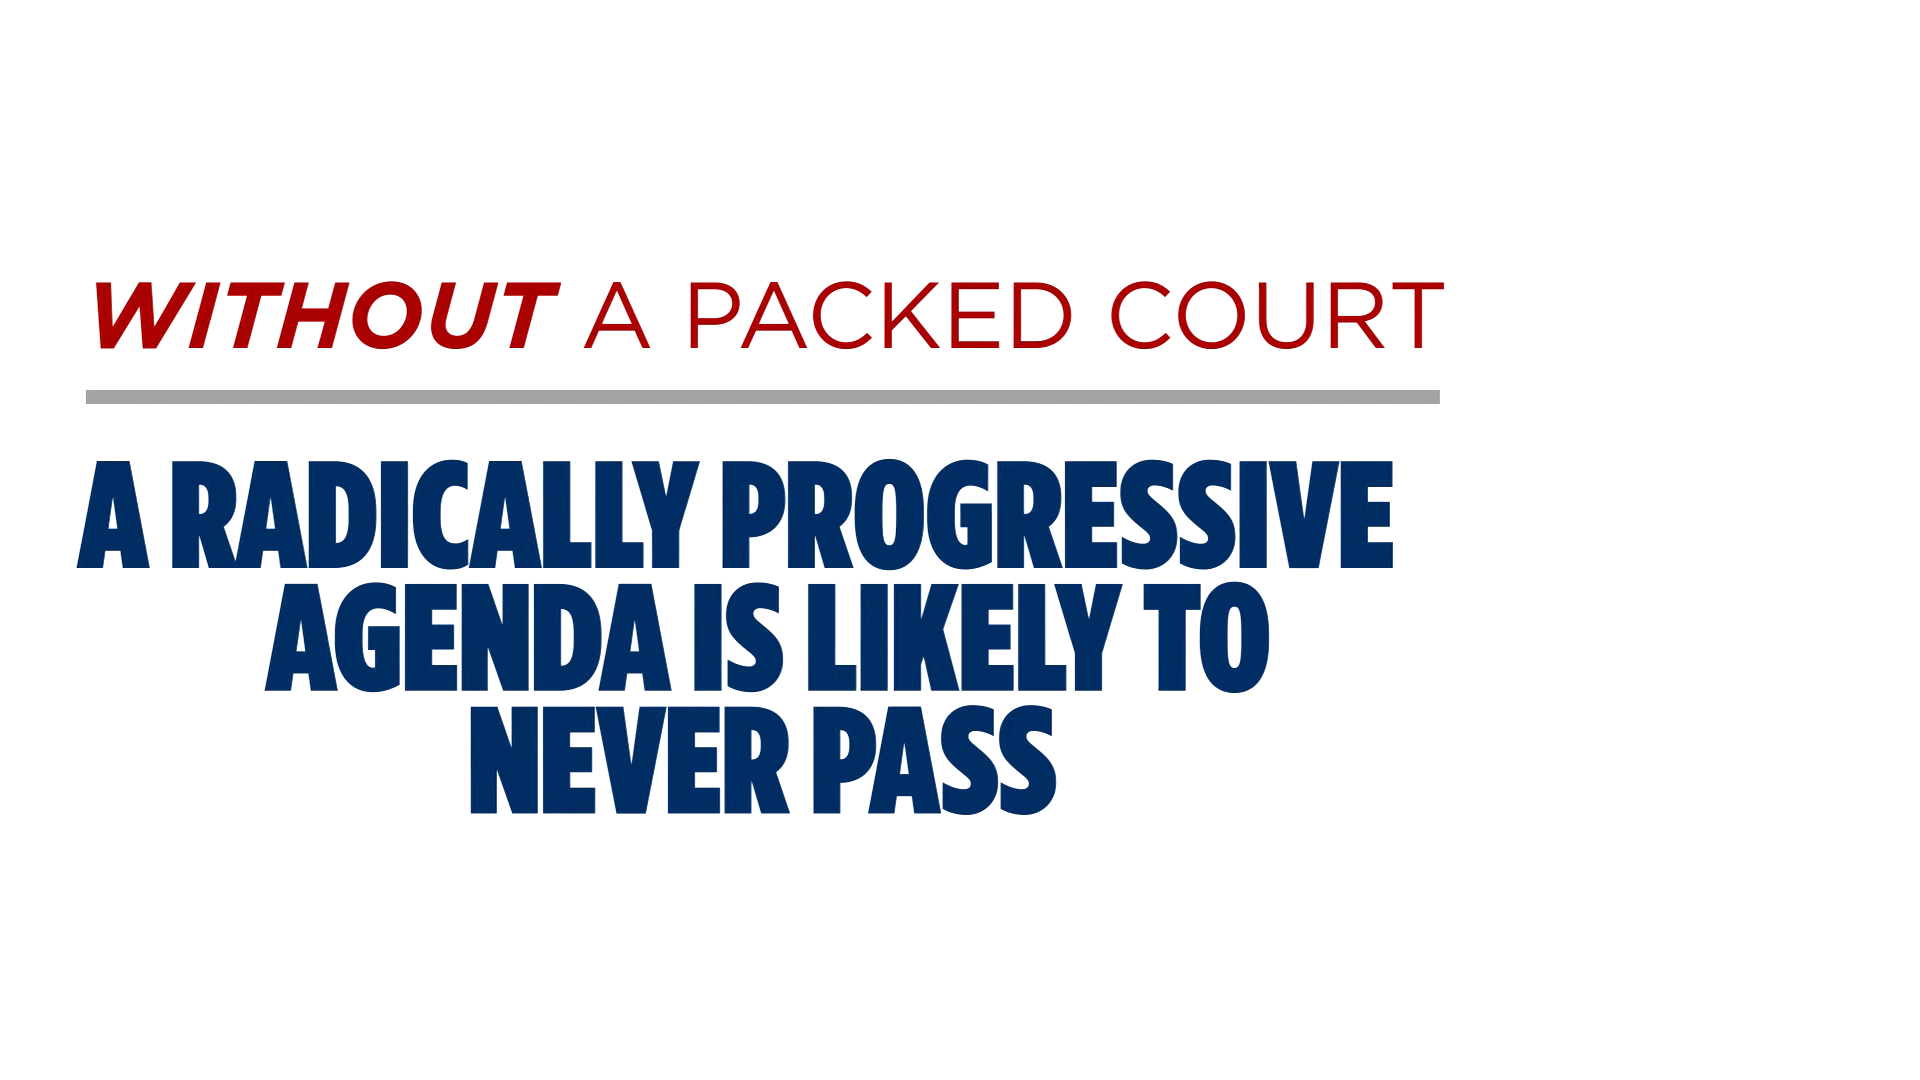 WITHOUT A PACKED COURT
A RADICALLY PROGRESSIVE
AGENDA IS LIKELY TO
NEVER PASS